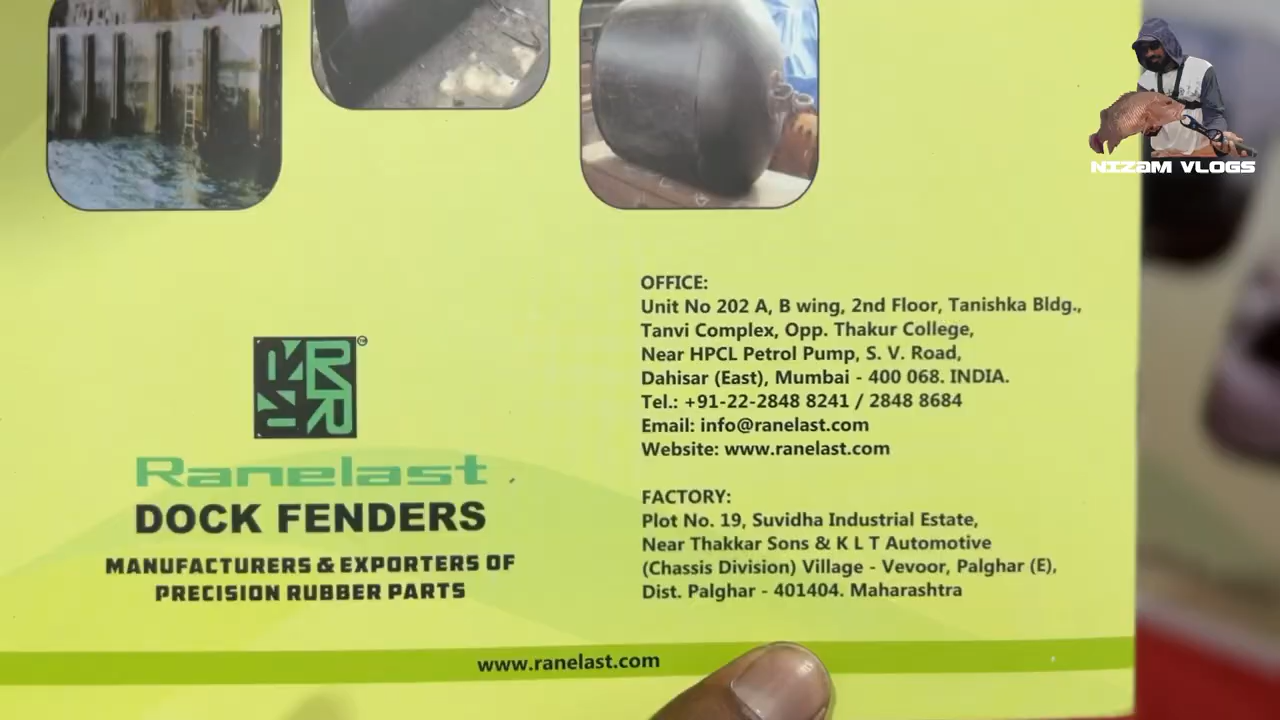 NIZAM VLOGS
OFFICE:
Unit No 202 A, B wing, 2nd Floor, Tanishka Bldg.,
Tanvi Complex, Opp. Thakur College,
Near HPCL Petrol Pump, S. V. Road,
Dahisar (East), Mumbai - 400 068. INDIA.
Tel.: +91-22-2848 8241 / 2848 8684
Email: info@ranelast.com
Website: www.ranelast.com
FACTORY:
Plot No. 19, Suvidha Industrial Estate,
Near Thakkar Sons & K L T Automotive
(Chassis Division) Village - Vevoor, Palghar (E),
Dist. Palghar - 401404. Maharashtra
Ranelast
DOCK FENDERS
MANUFACTURERS & EXPORTERS OF
PRECISION RUBBER PARTS
www.ranelast.com